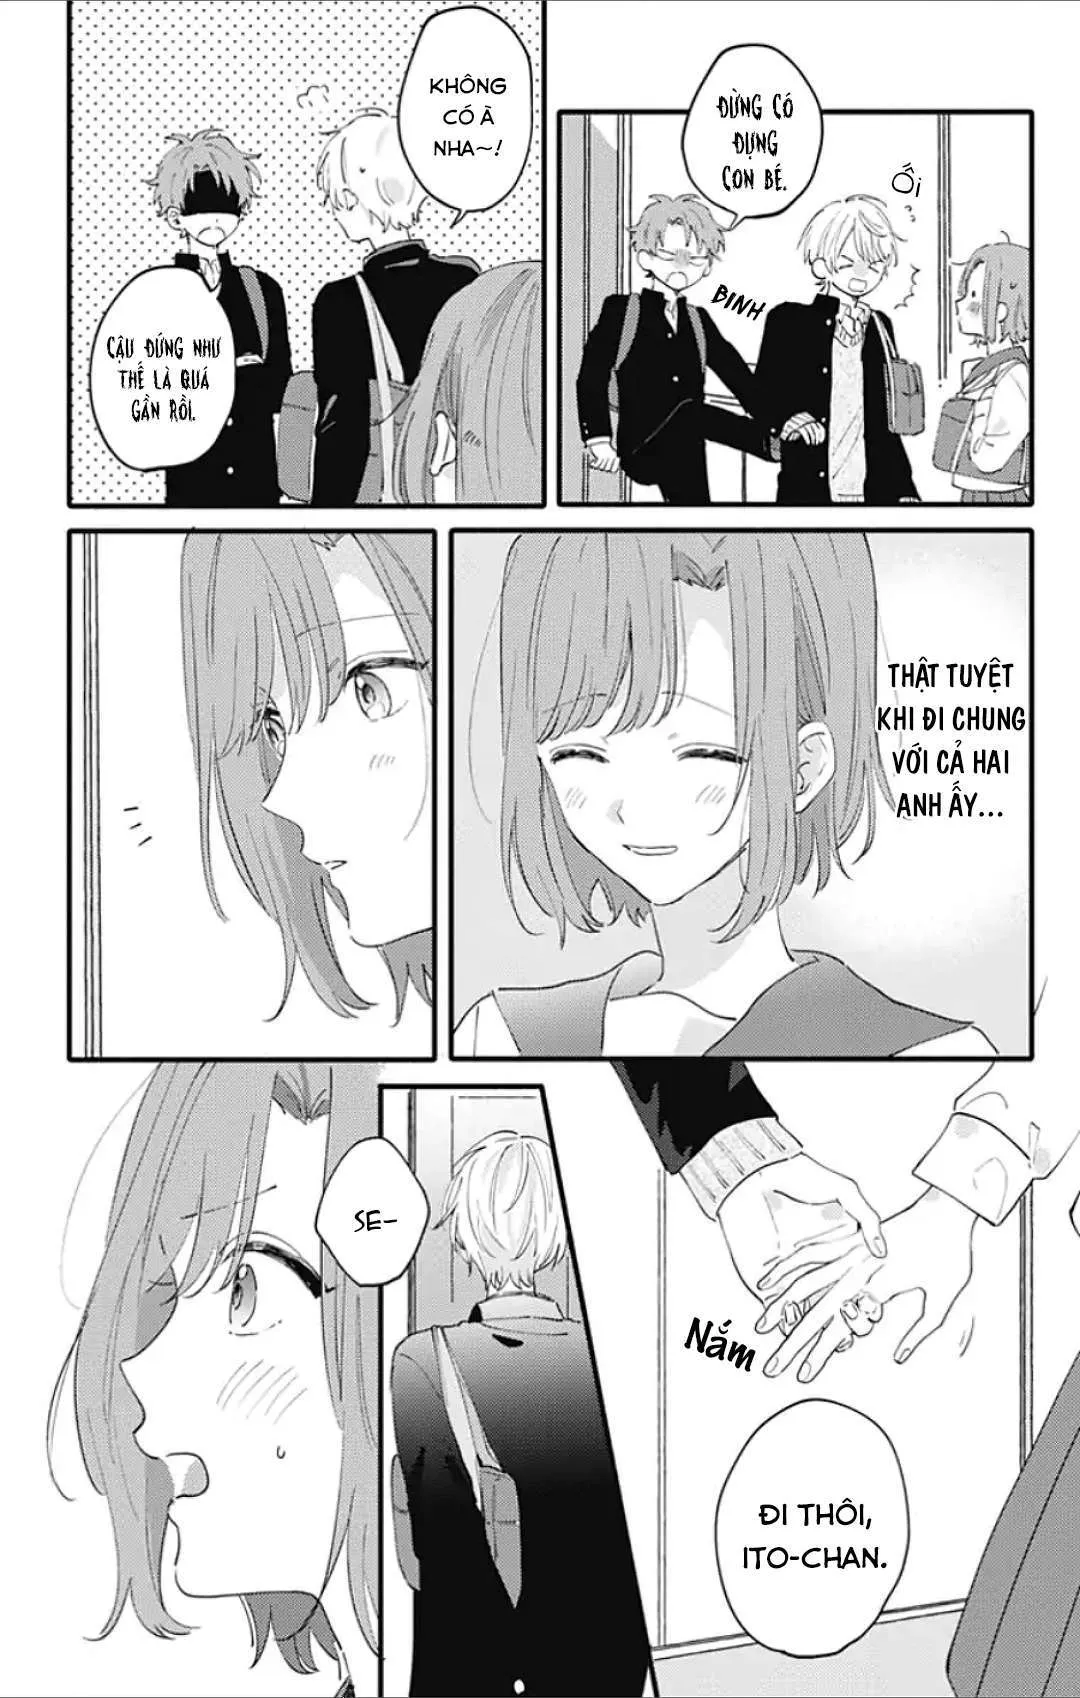 ĐỪNG CÓ
ĐỤNG
CON BÉ.
ỐI
BINH
KHÔNG
CÓ À
NHA~!
CẬU ĐỨNG NHƯ
THẾ LÀ QUÁ
GẦN RỒI.
THẬT TUYỆT
KHI ĐI CHUNG
VỚI CẢ HAI
ANH ẤY...
Nắm
ĐI THÔI,
ITO-CHAN.
SE-